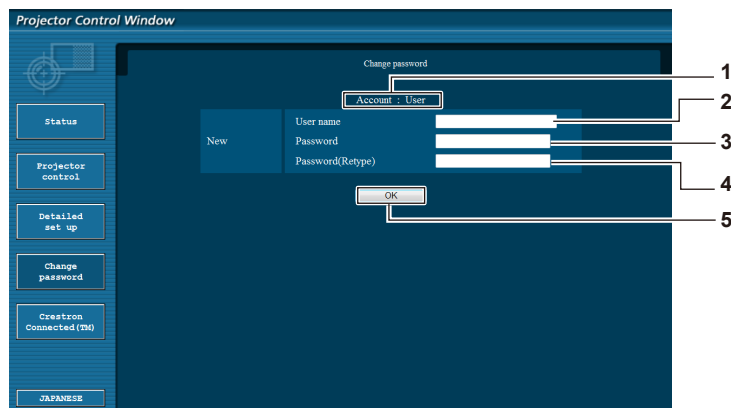 Projector Control Window
Change password
1
Account : User
2
Status
User name
New
Password
3
Password(Retype)
Projector
control
4
OK
5
Detailed
set up
Change
password
Crestron
Connected(TM)
JAPANESE